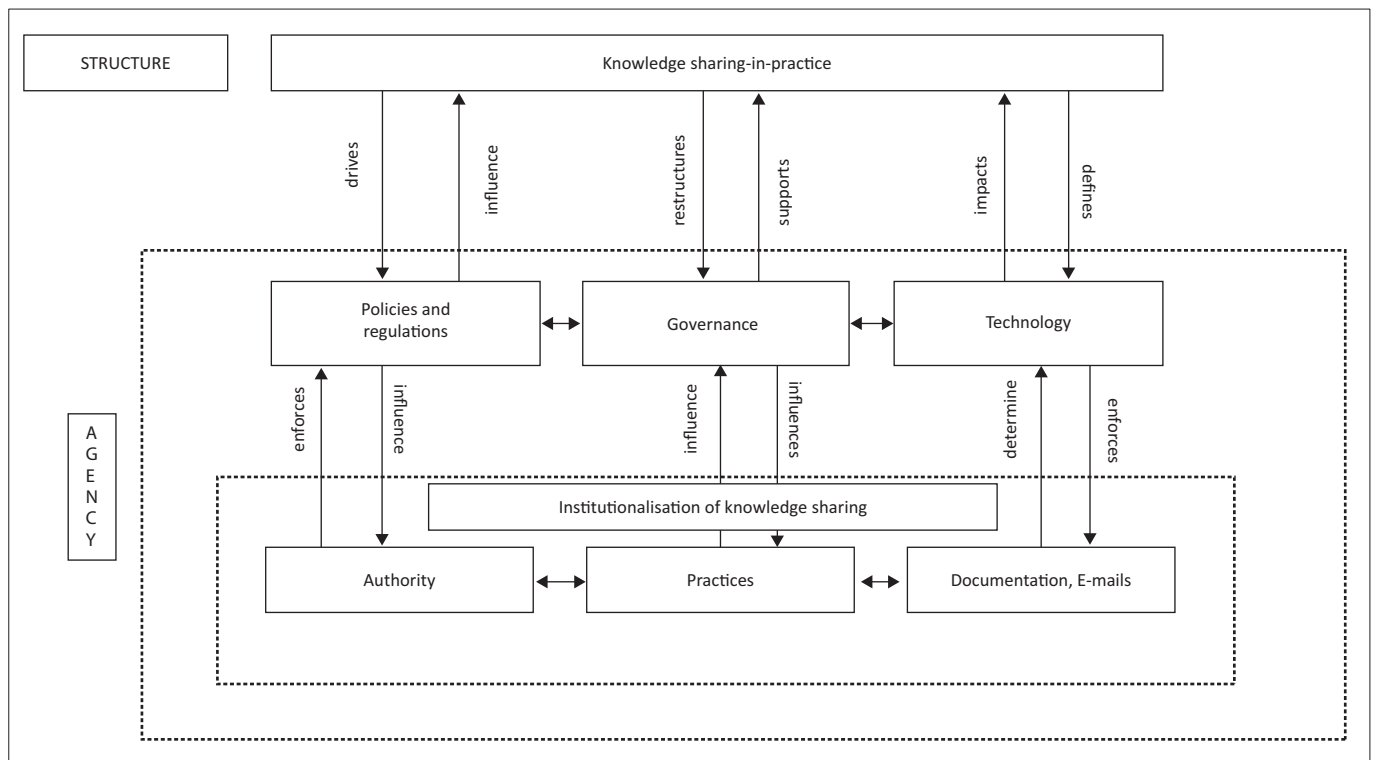 STRUCTURE
Knowledge sharing-in-practice
drives
influence
restructures
supports
impacts
defines
Policies and
regulations
Governance
Technology
enforces
influence
influence
influences
determine
enforces
A
G
E
N
C
Y
Institutionalisation of knowledge sharing
Authority
Practices
Documentation, E-mails